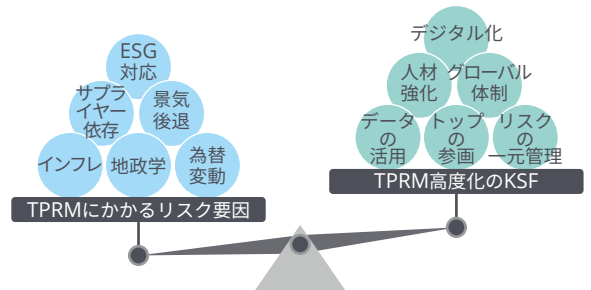 ESG
対応
サプラ
イヤー
依存
景気
後退
インフレ
地政学
為替
変動
TPRMにかかるリスク要因
デジタル化
人材
強化
グローバル
体制
データ
の
活用
トップ
の
参画
リスク
の
一元管理
TPRM高度化のKSF